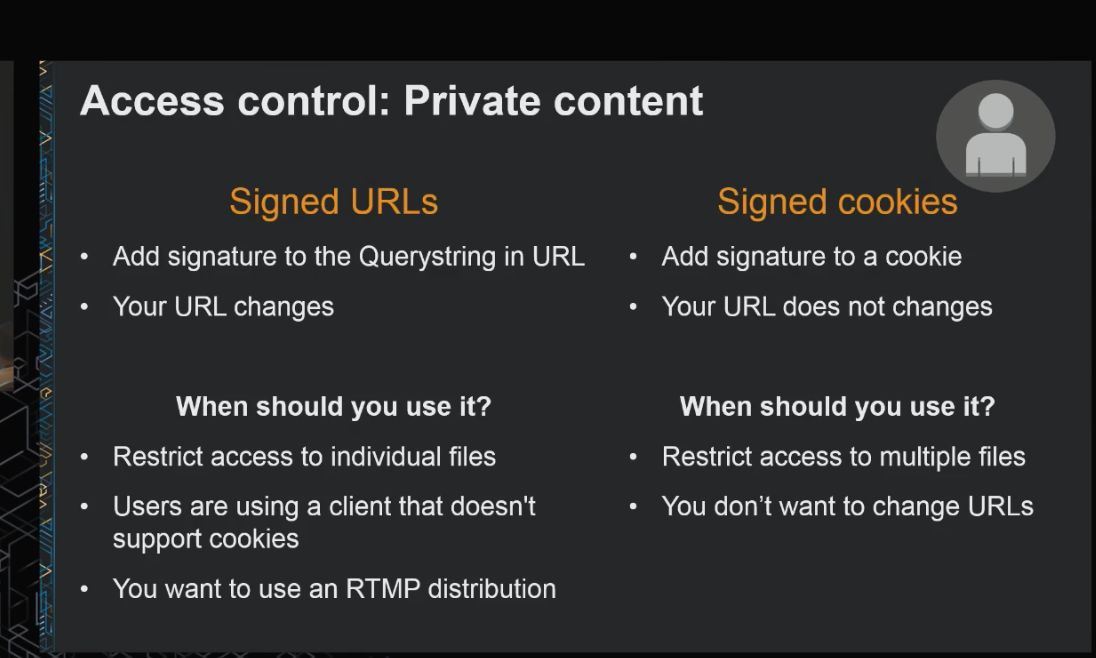 Access control: Private content
Signed URLs
• Add signature to the Querystring in URL
• Your URL changes
When should you use it?
• Restrict access to individual files
• Users are using a client that doesn't
support cookies
• You want to use an RTMP distribution
Signed cookies
• Add signature to a cookie
• Your URL does not changes
When should you use it?
• Restrict access to multiple files
• You don’t want to change URLs